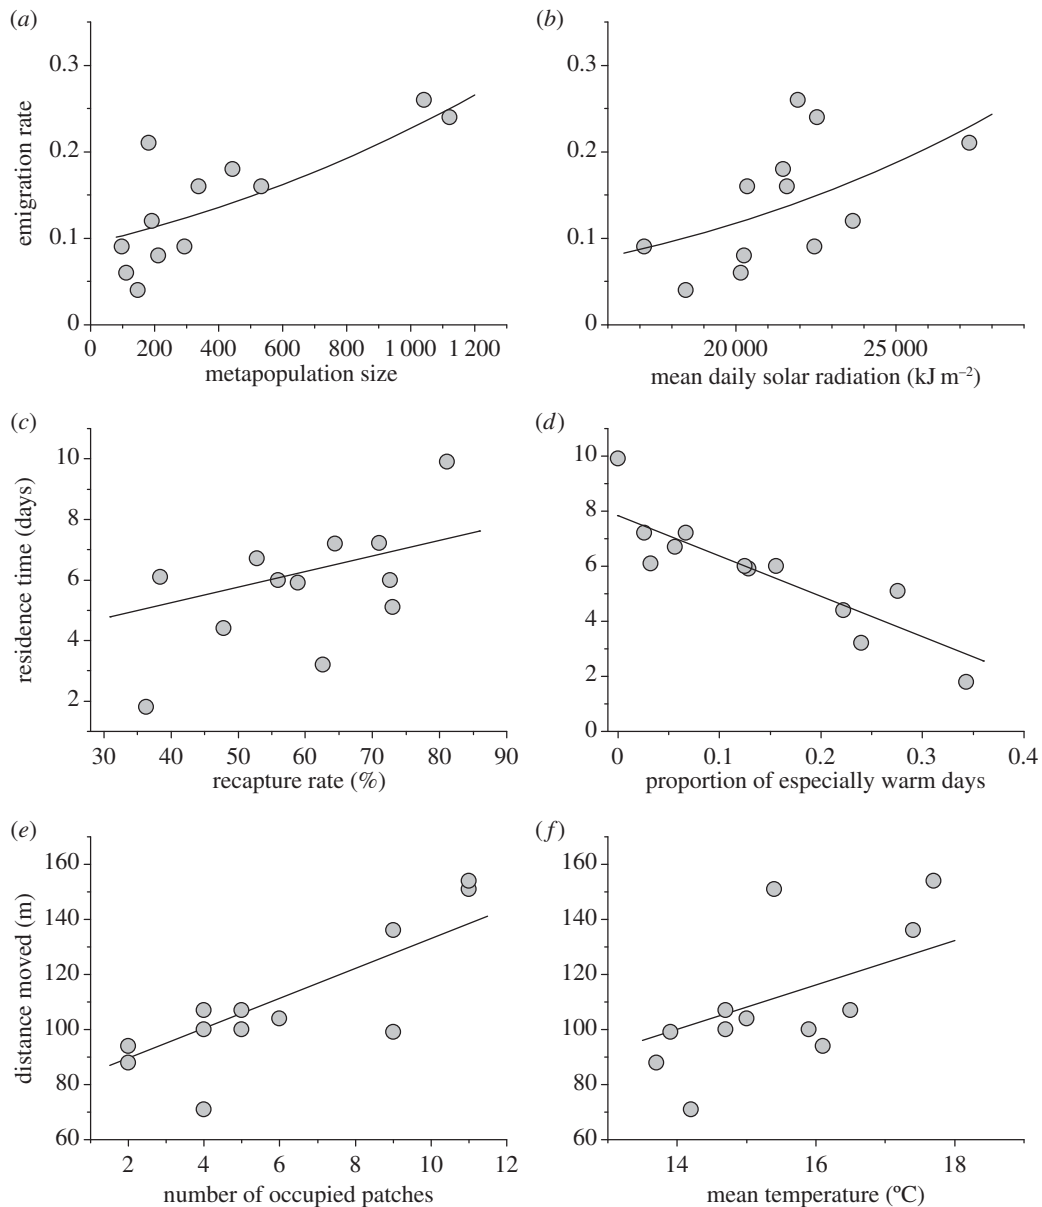 (a)
(b)
0.3
0.2
0.1
0
emigration rate
0 200 400 600 800 1 000 1 200
metapopulation size
0.3
0.2
0.1
0
20 000 25 000
mean daily solar radiation (kJ m⁻²)
(c)
(d)
10
8
6
4
2
residence time (days)
30 40 50 60 70 80 90
recapture rate (%)
10
8
6
4
2
0
0 0.1 0.2 0.3 0.4
proportion of especially warm days
(e)
(f)
160
140
120
100
80
60
distance moved (m)
2 4 6 8 10 12
number of occupied patches
160
140
120
100
80
60
14 16 18
mean temperature (ºC)